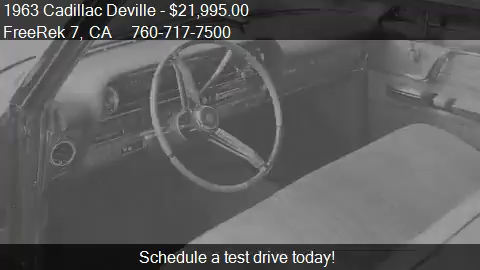 1963 Cadillac Deville - $21,995.00
FreeRek 7, CA 760-717-7500
Schedule a test drive today!